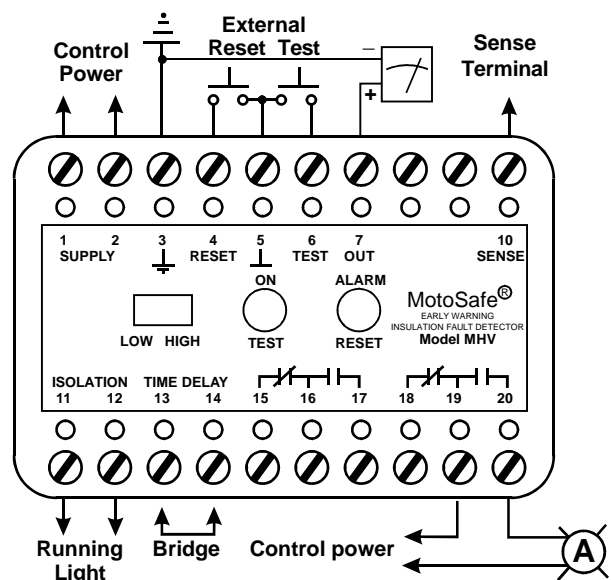 External
Reset Test
Control
Power
Sense
Terminal
–
+
1 2 3 4 5 6 7 10
SUPPLY RESET TEST OUT SENSE
ON ALARM
LOW HIGH TEST RESET
MotoSafe®
EARLY WARNING
INSULATION FAULT DETECTOR
Model MHV
ISOLATION TIME DELAY
11 12 13 14 15 16 17 18 19 20
Running
Light
Bridge
Control power
A